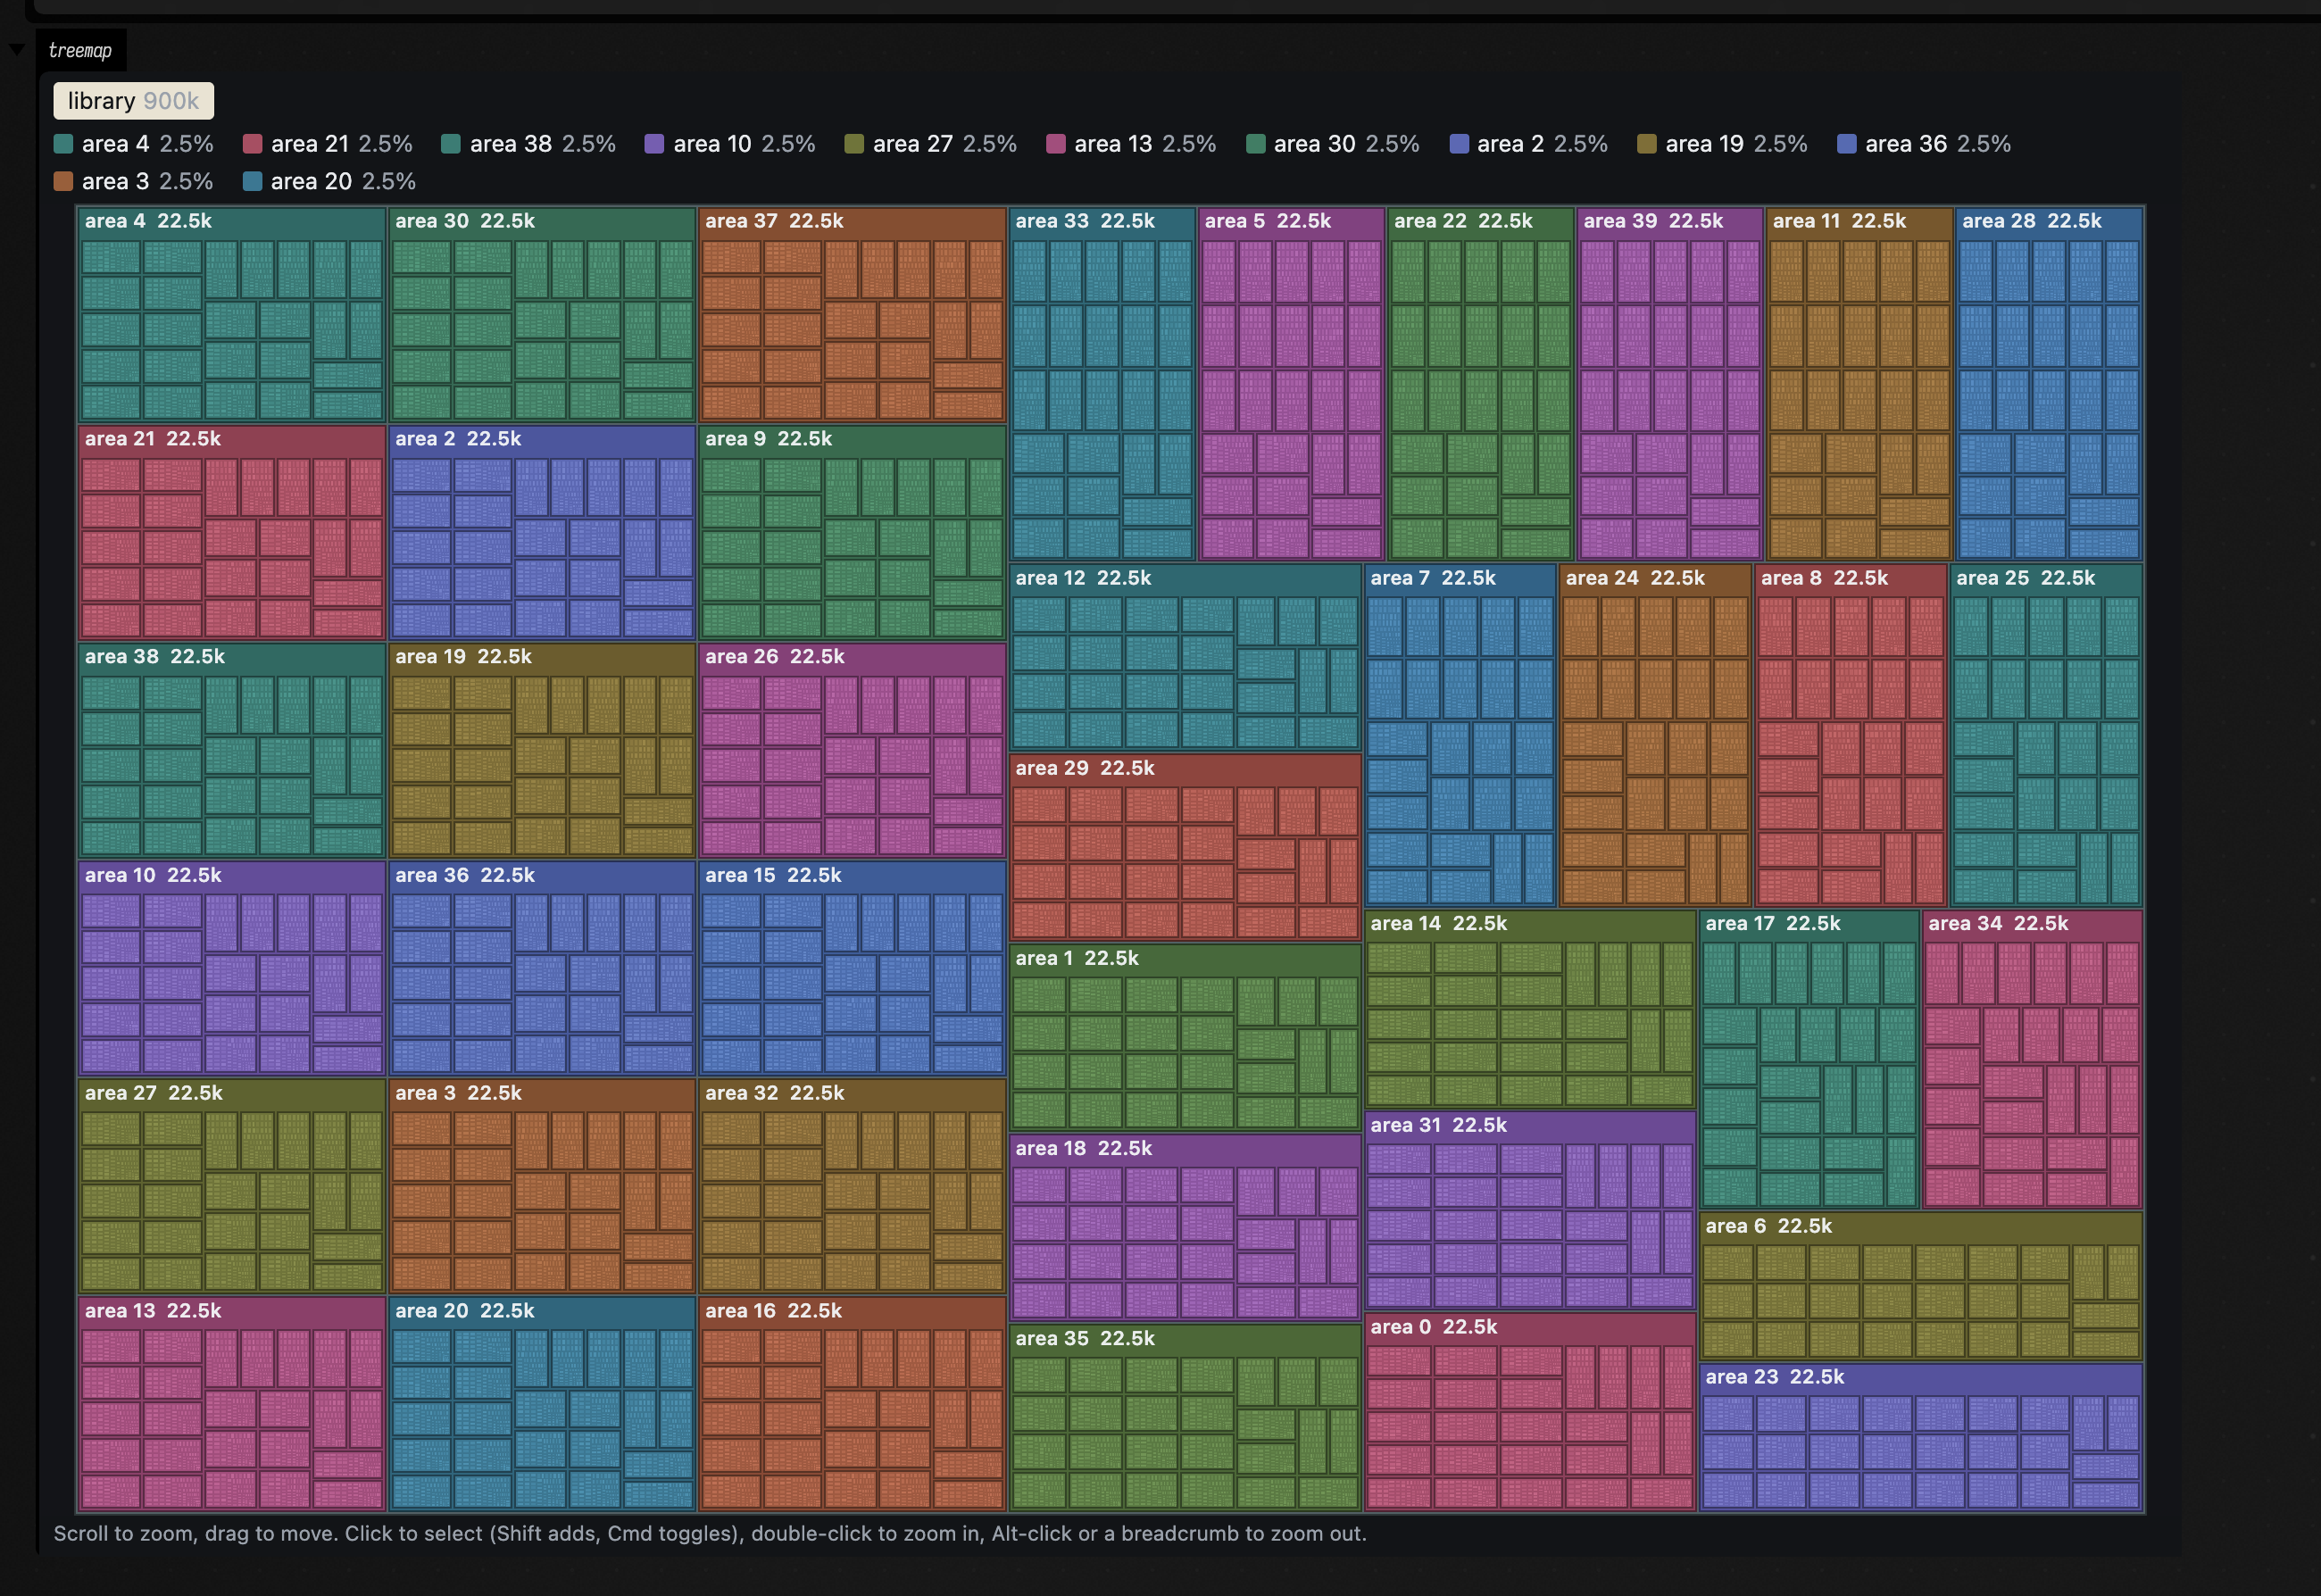 treemap
library 900k
area 4 2.5% area 21 2.5% area 38 2.5% area 10 2.5% area 27 2.5% area 13 2.5% area 30 2.5% area 2 2.5% area 19 2.5% area 36 2.5%
area 3 2.5% area 20 2.5%
area 4 22.5k area 30 22.5k area 37 22.5k area 33 22.5k area 5 22.5k area 22 22.5k area 39 22.5k area 11 22.5k area 28 22.5k
area 21 22.5k area 2 22.5k area 9 22.5k
area 12 22.5k area 7 22.5k area 24 22.5k area 8 22.5k area 25 22.5k
area 38 22.5k area 19 22.5k area 26 22.5k
area 29 22.5k
area 10 22.5k area 36 22.5k area 15 22.5k
area 14 22.5k area 17 22.5k area 34 22.5k
area 1 22.5k
area 27 22.5k area 3 22.5k area 32 22.5k
area 31 22.5k
area 18 22.5k
area 6 22.5k
area 13 22.5k area 20 22.5k area 16 22.5k
area 0 22.5k
area 35 22.5k
area 23 22.5k
Scroll to zoom, drag to move. Click to select (Shift adds, Cmd toggles), double-click to zoom in, Alt-click or a breadcrumb to zoom out.